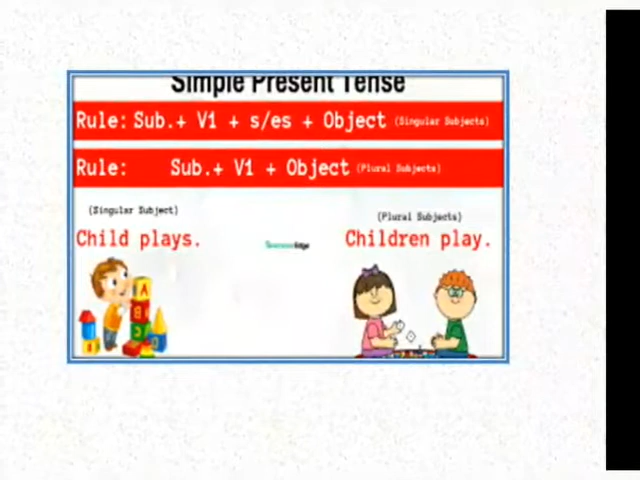 Simple Present Tense
Rule: Sub.+ V1 + s/es + Object (Singular Subjects)
Rule: Sub.+ V1 + Object (Plural Subjects)
(Singular Subject)
(Plural Subjects)
Child plays.
Children play.
A
B
C